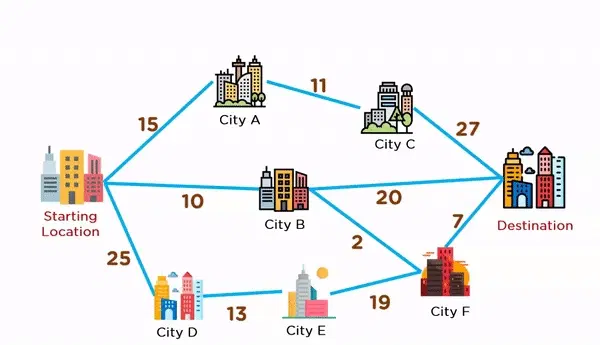 11
City A
15
27
City C
10
20
Starting
Location
City B
7
Destination
2
25
19
13
City D
City E
City F